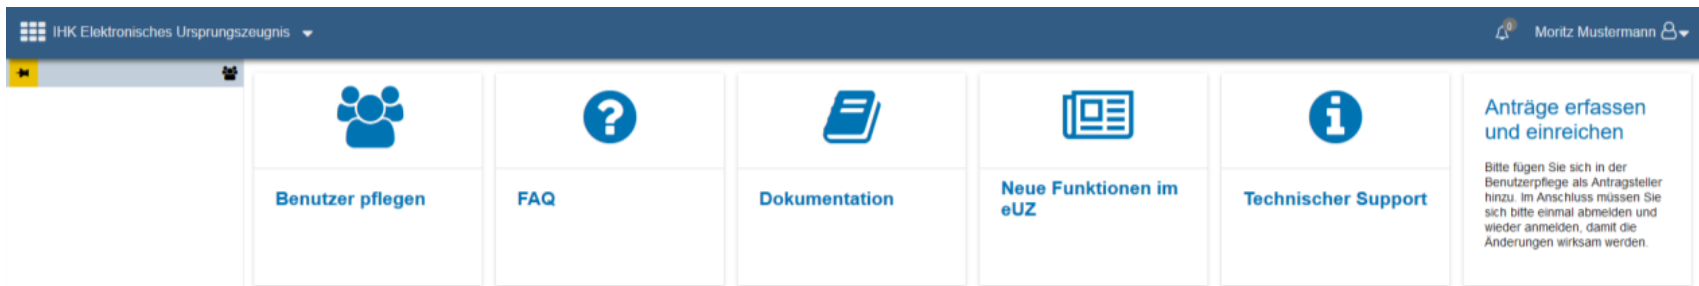 IHK Elektronisches Ursprungszeugnis
0
Moritz Mustermann
Benutzer pflegen
FAQ
Dokumentation
Neue Funktionen im
eUZ
Technischer Support
Anträge erfassen
und einreichen
Bitte fügen Sie sich in der
Benutzerpflege als Antragsteller
hinzu. Im Anschluss müssen Sie
sich bitte einmal abmelden und
wieder anmelden, damit die
Änderungen wirksam werden.